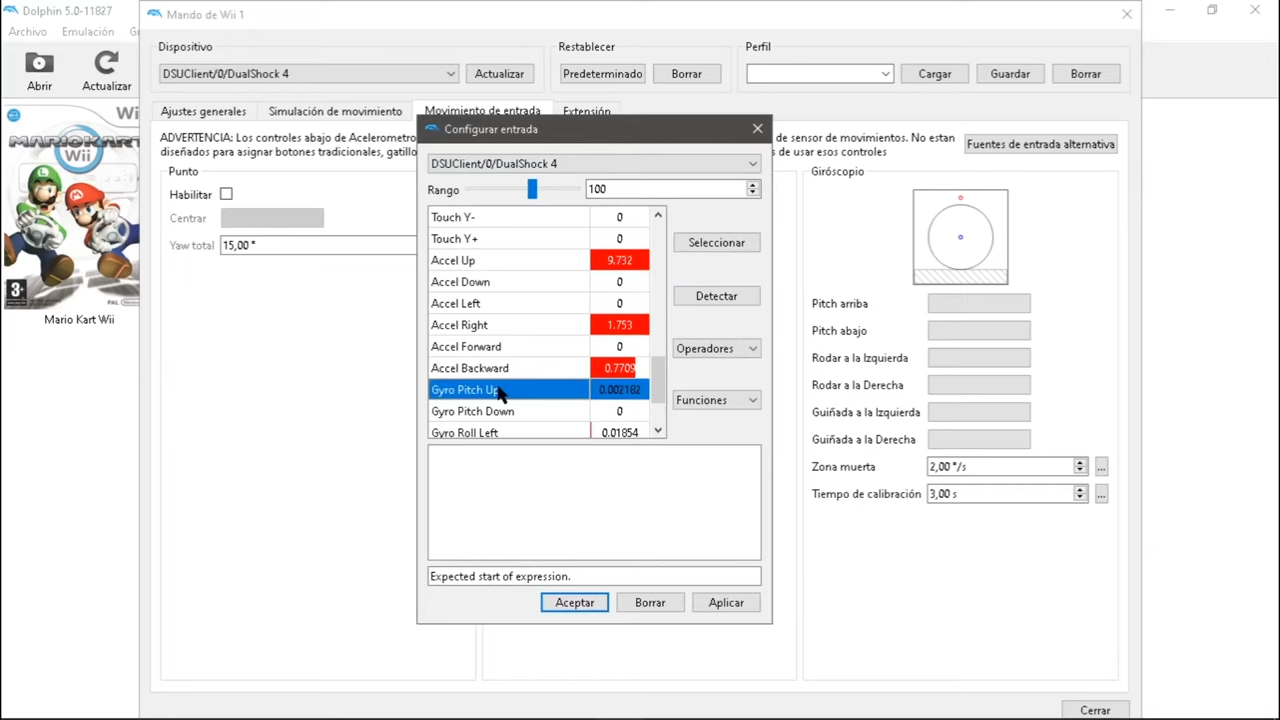 Dolphin 5.0-11827
Archivo
Emulación
Abrir
Actualizar
Wii
MARIOKART
Wii
3+
PAL
Mario Kart Wii
Mando de Wii 1
Dispositivo
DSUClient/0/DualShock 4
Actualizar
Restablecer
Predeterminado
Borrar
Perfil
Cargar
Guardar
Borrar
Ajustes generales
Simulación de movimiento
Movimiento de entrada
Extensión
ADVERTENCIA: Los controles abajo de Acelerometro
de sensor de movimientos. No estan
diseñados para asignar botones tradicionales, gatillo
de usar esos controles
Fuentes de entrada alternativa
Punto
Habilitar
Centrar
Yaw total
15,00 °
Configurar entrada
DSUClient/0/DualShock 4
Rango
100
Touch Y- 0
Touch Y+ 0
Accel Up 9.732
Accel Down 0
Accel Left 0
Accel Right 1.753
Accel Forward 0
Accel Backward 0.7709
Gyro Pitch Up 0.002182
Gyro Pitch Down 0
Gyro Roll Left 0.01854
Seleccionar
Detectar
Operadores
Funciones
Expected start of expression.
Aceptar
Borrar
Aplicar
Giróscopio
Pitch arriba
Pitch abajo
Rodar a la Izquierda
Rodar a la Derecha
Guiñada a la Izquierda
Guiñada a la Derecha
Zona muerta
2,00 °/s
...
Tiempo de calibración
3,00 s
...
Cerrar